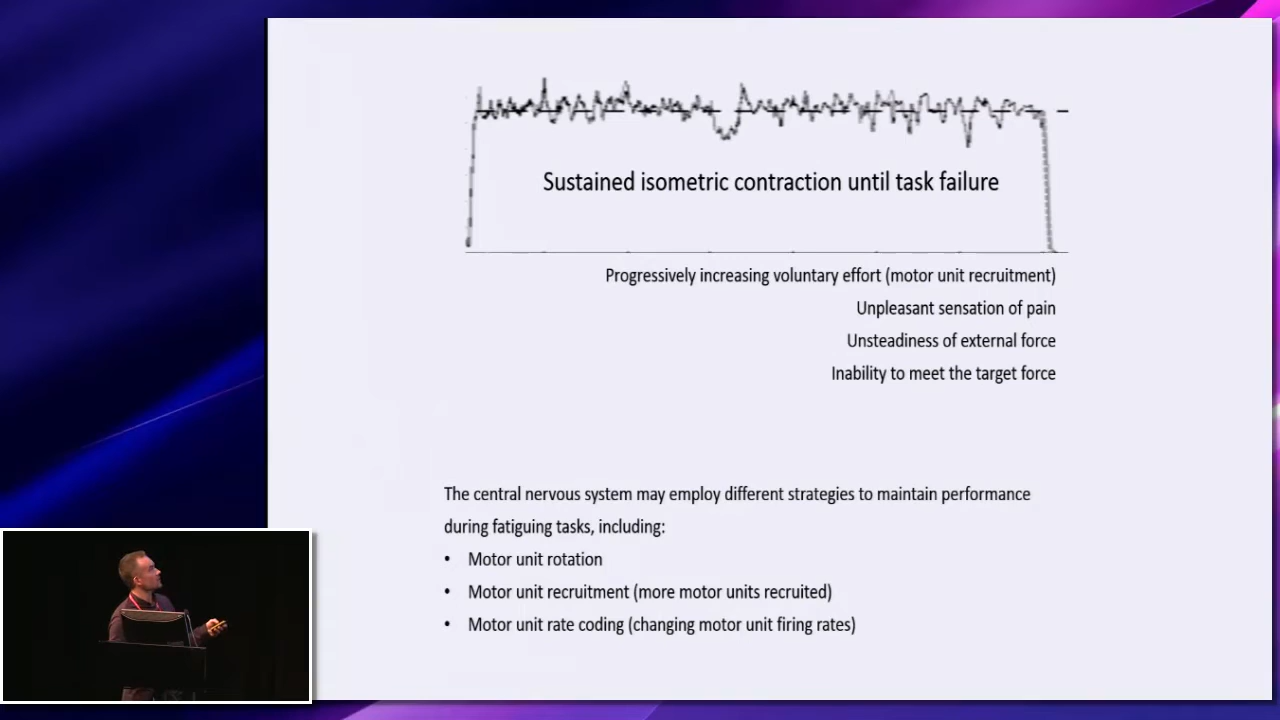 Sustained isometric contraction until task failure
Progressively increasing voluntary effort (motor unit recruitment)
Unpleasant sensation of pain
Unsteadiness of external force
Inability to meet the target force
The central nervous system may employ different strategies to maintain performance
during fatiguing tasks, including:
• Motor unit rotation
• Motor unit recruitment (more motor units recruited)
• Motor unit rate coding (changing motor unit firing rates)